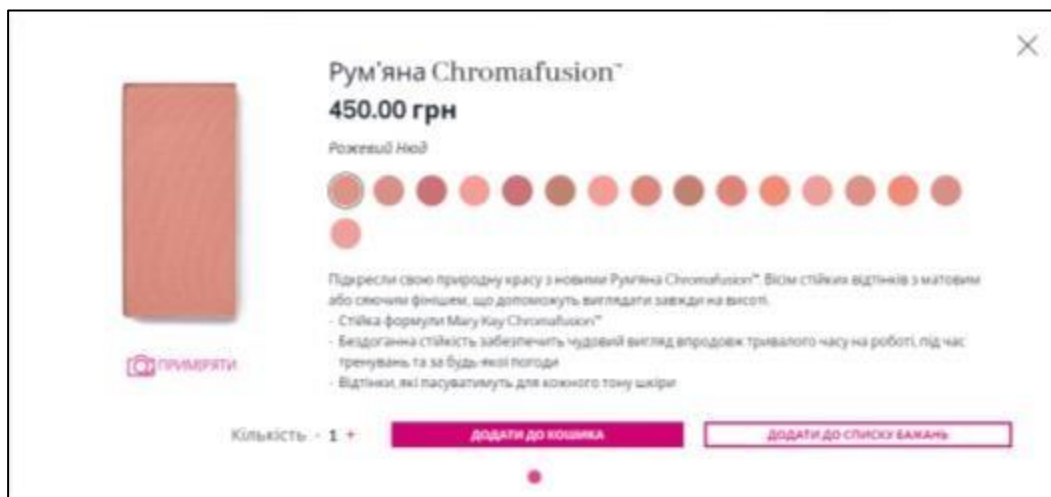 Рум'яна Chromafusion™
450.00 грн
Рожевий Нюд
Підкресли свою природну красу з новими Рум'яна Chromafusion™. Вісім стійких відтінків з матовим
або сяючим фінішем, що допоможуть виглядати завжди на висоті.
- Стійка формула Mary Kay Chromafusion™
- Бездоганна стійкість забезпечить чудовий вигляд впродовж тривалого часу на роботі, під час
тренувань та за будь-якої погоди
- Відтінки, які пасуватимуть для кожного тону шкіри
ПРИМІРЯТИ
Кількість - 1 +
ДОДАТИ ДО КОШИКА
ДОДАТИ ДО СПИСКУ БАЖАНЬ